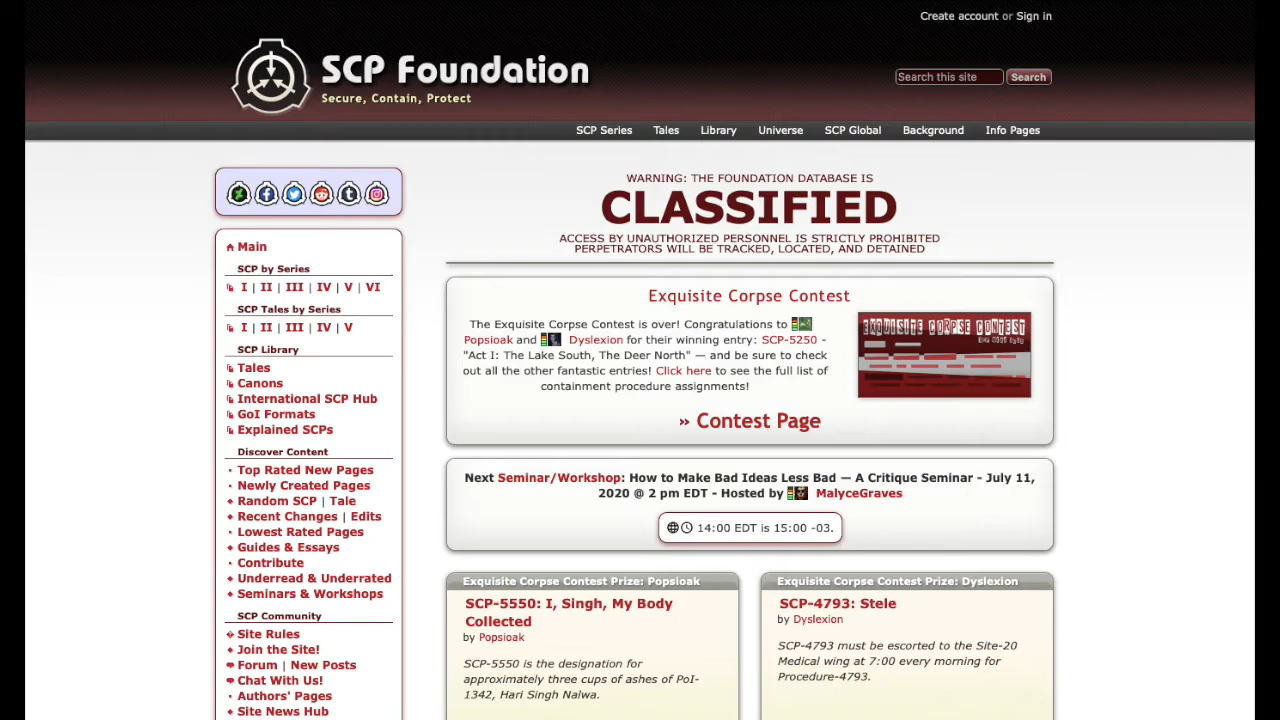 Create account or Sign in
SCP Foundation
Secure, Contain, Protect
Search this site
Search
SCP Series Tales Library Universe SCP Global Background Info Pages
Main
SCP by Series
I | II | III | IV | V | VI
SCP Tales by Series
I | II | III | IV | V
SCP Library
Tales
Canons
International SCP Hub
GoI Formats
Explained SCPs
Discover Content
Top Rated New Pages
Newly Created Pages
Random SCP | Tale
Recent Changes | Edits
Lowest Rated Pages
Guides & Essays
Contribute
Underread & Underrated
Seminars & Workshops
SCP Community
Site Rules
Join the Site!
Forum | New Posts
Chat With Us!
Authors' Pages
Site News Hub
WARNING: THE FOUNDATION DATABASE IS
CLASSIFIED
ACCESS BY UNAUTHORIZED PERSONNEL IS STRICTLY PROHIBITED
PERPETRATORS WILL BE TRACKED, LOCATED, AND DETAINED
Exquisite Corpse Contest
The Exquisite Corpse Contest is over! Congratulations to
Popsioak and Dyslexion for their winning entry: SCP-5250 -
"Act I: The Lake South, The Deer North" — and be sure to check
out all the other fantastic entries! Click here to see the full list of
containment procedure assignments!
» Contest Page
EXQUISITE CORPSE CONTEST
Next Seminar/Workshop: How to Make Bad Ideas Less Bad — A Critique Seminar - July 11,
2020 @ 2 pm EDT - Hosted by MalyceGraves
14:00 EDT is 15:00 -03.
Exquisite Corpse Contest Prize: Popsioak
SCP-5550: I, Singh, My Body
Collected
by Popsioak
SCP-5550 is the designation for
approximately three cups of ashes of PoI-
1342, Hari Singh Nalwa.
Exquisite Corpse Contest Prize: Dyslexion
SCP-4793: Stele
by Dyslexion
SCP-4793 must be escorted to the Site-20
Medical wing at 7:00 every morning for
Procedure-4793.